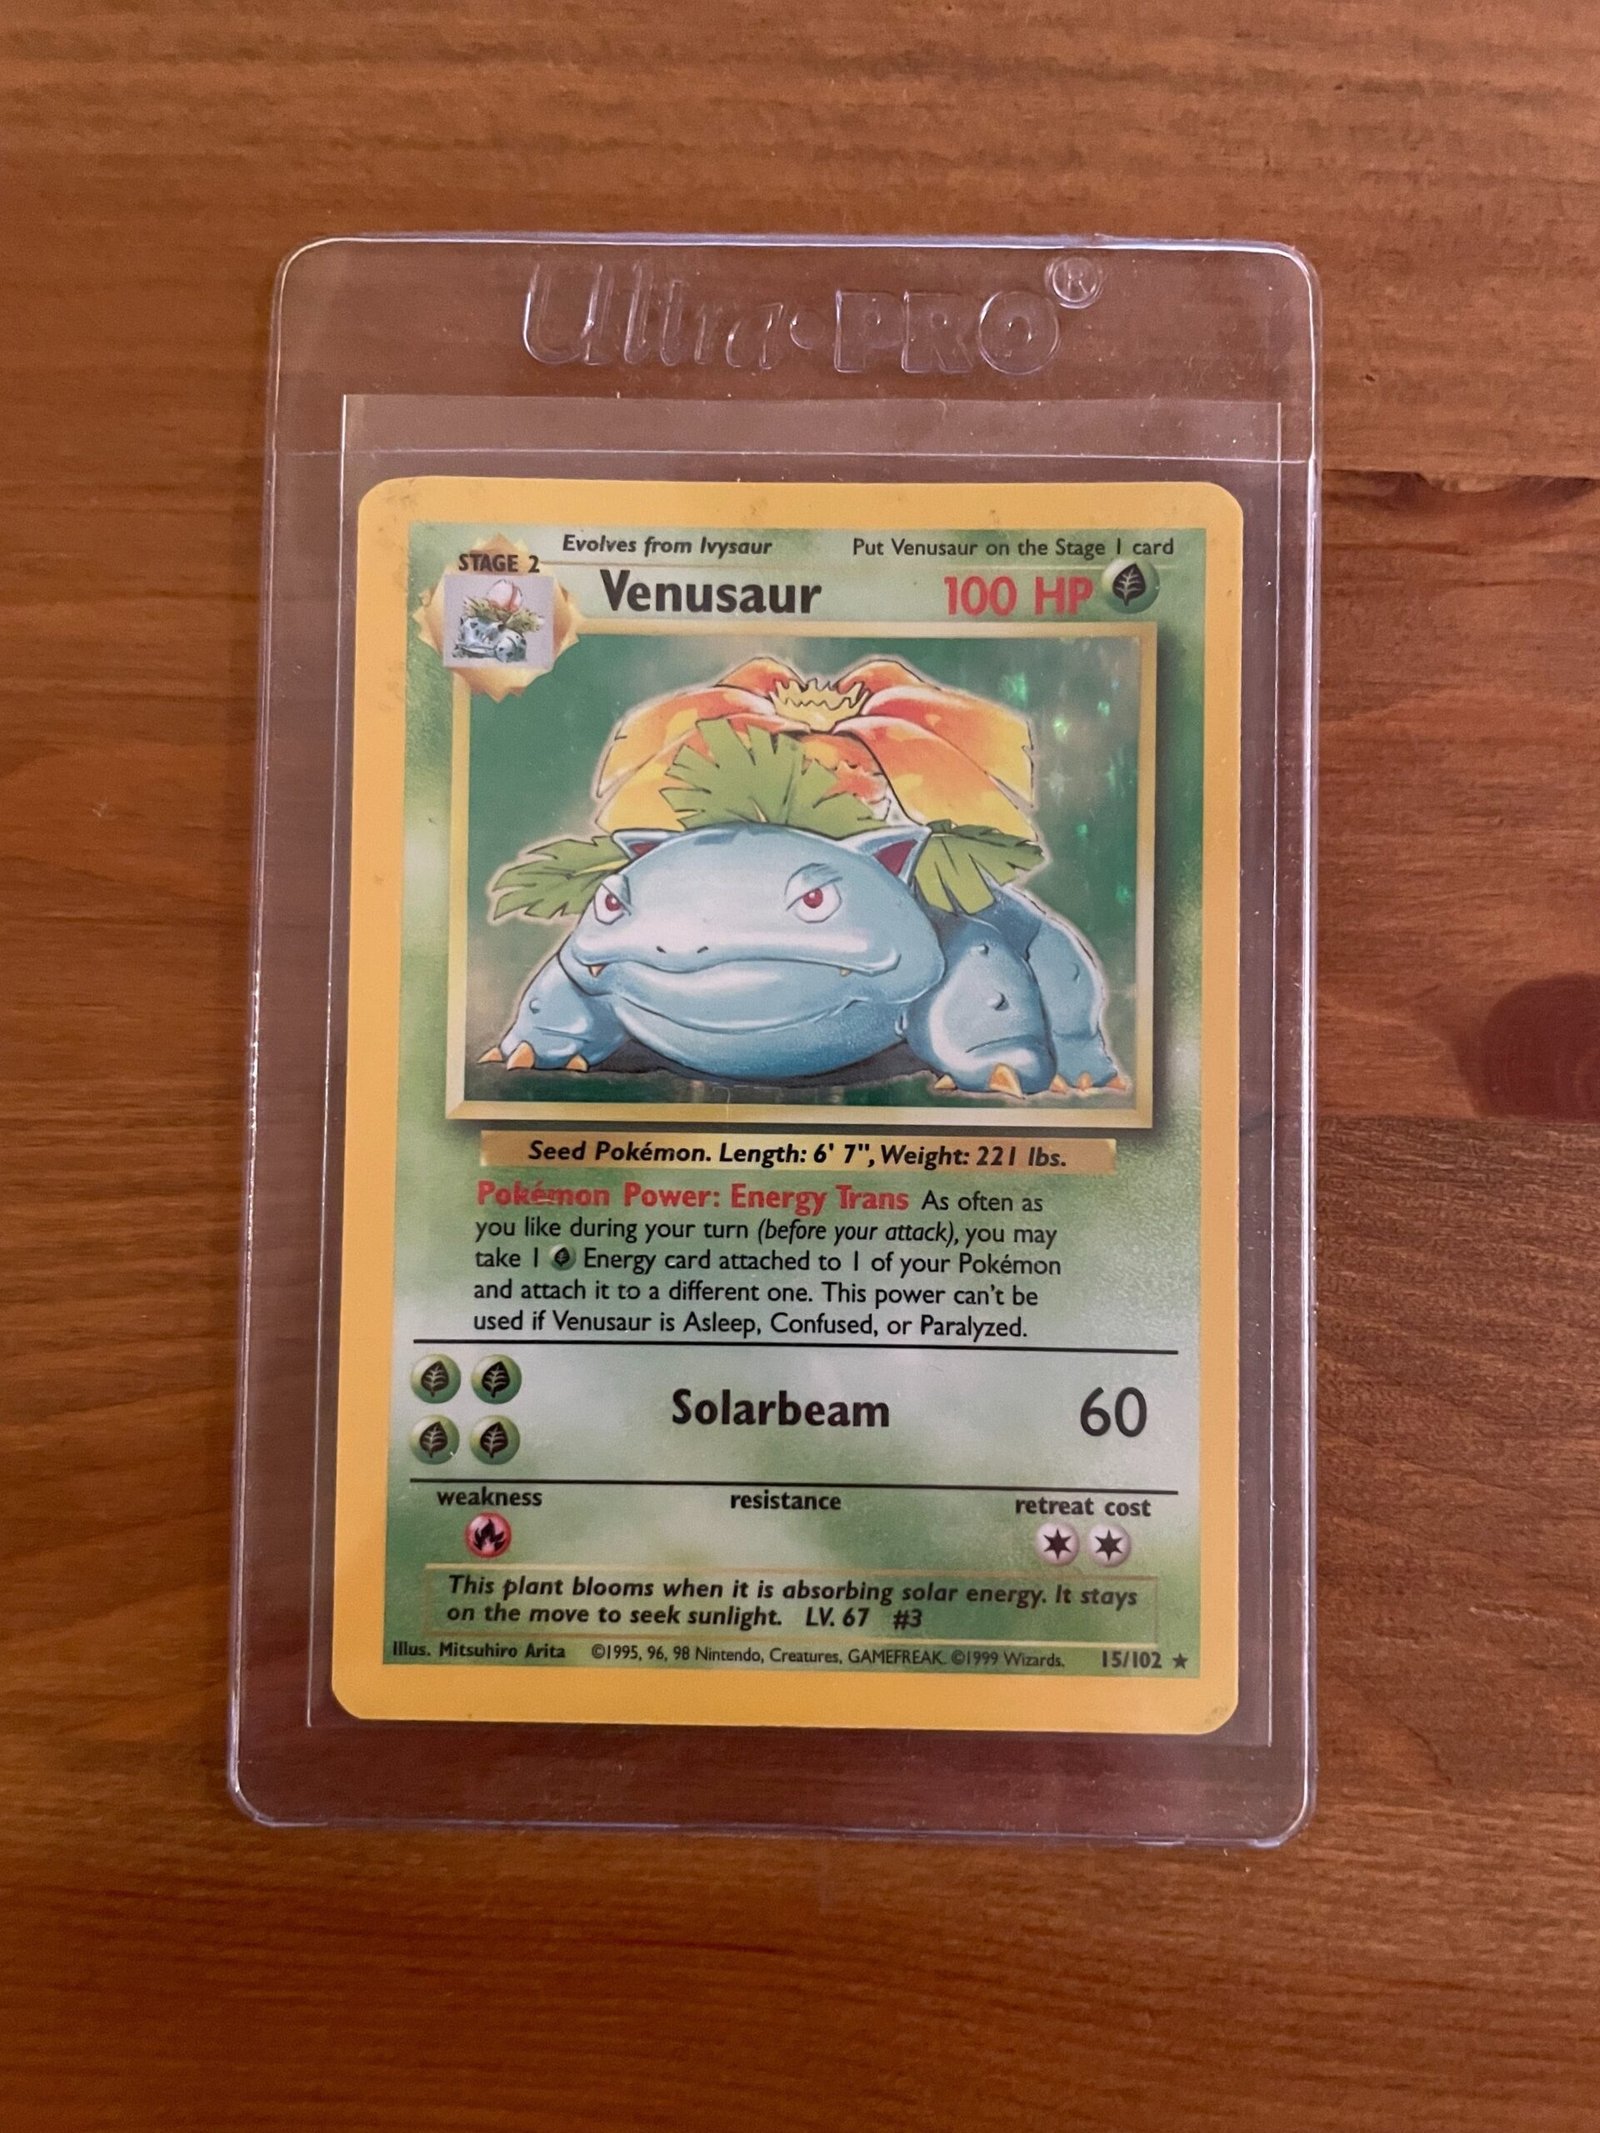 Ultra•PRO®
Evolves from Ivysaur Put Venusaur on the Stage 1 card
STAGE 2
Venusaur 100 HP
Seed Pokémon. Length: 6' 7", Weight: 221 lbs.
Pokémon Power: Energy Trans As often as
you like during your turn (before your attack), you may
take 1 Energy card attached to 1 of your Pokémon
and attach it to a different one. This power can't be
used if Venusaur is Asleep, Confused, or Paralyzed.
Solarbeam 60
weakness resistance retreat cost
This plant blooms when it is absorbing solar energy. It stays
on the move to seek sunlight. LV. 67 #3
Illus. Mitsuhiro Arita ©1995, 96, 98 Nintendo, Creatures, GAMEFREAK. ©1999 Wizards. 15/102 ★